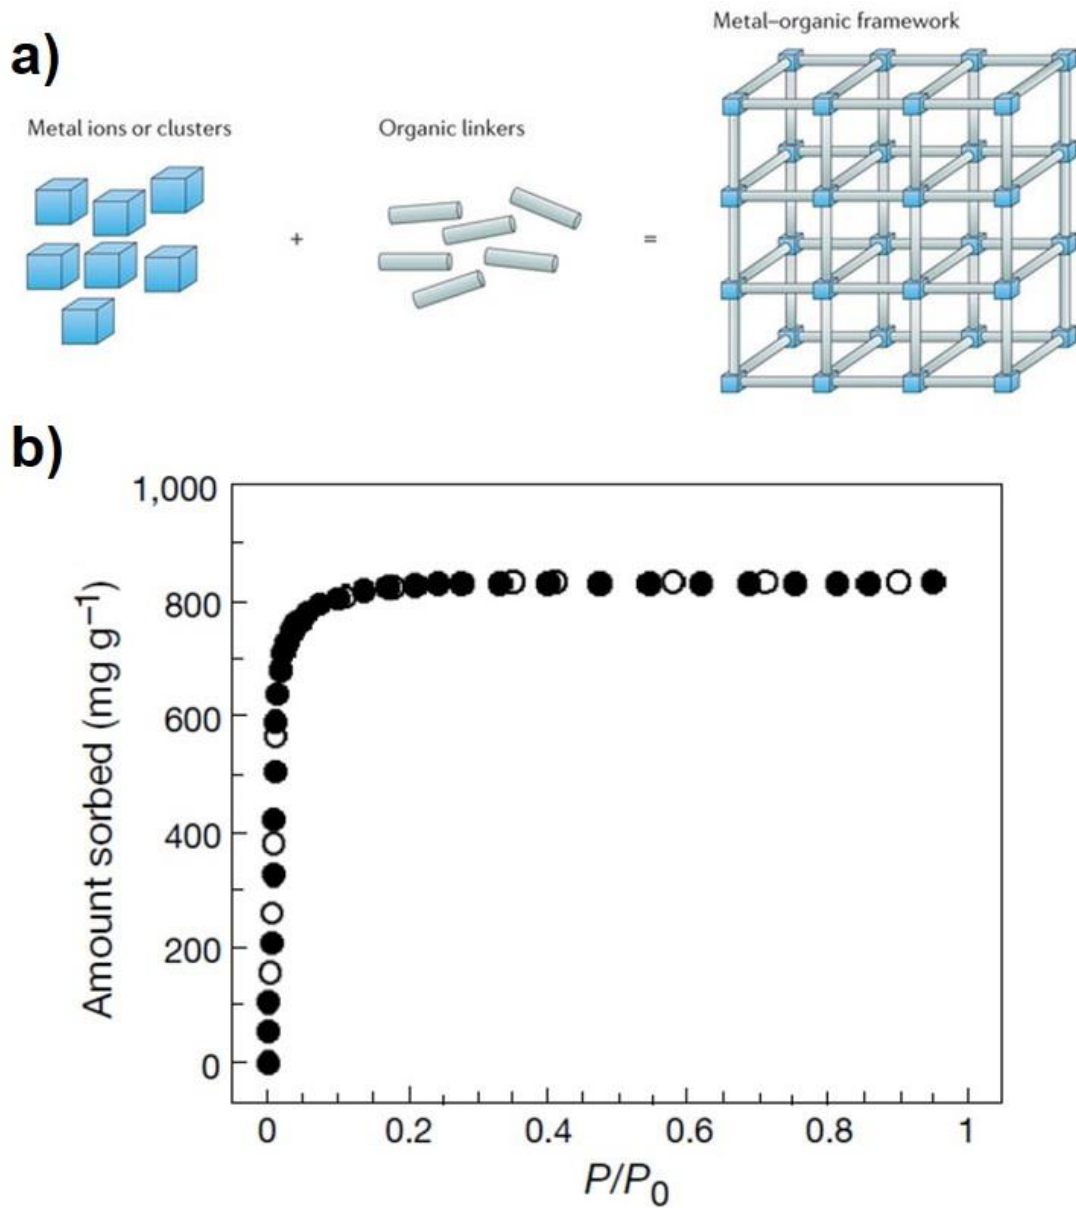 a)
Metal–organic framework
Metal ions or clusters
Organic linkers
+
=
b)
1,000
800
600
400
200
0
Amount sorbed (mg g⁻¹)
0 0.2 0.4 0.6 0.8 1
P/P₀